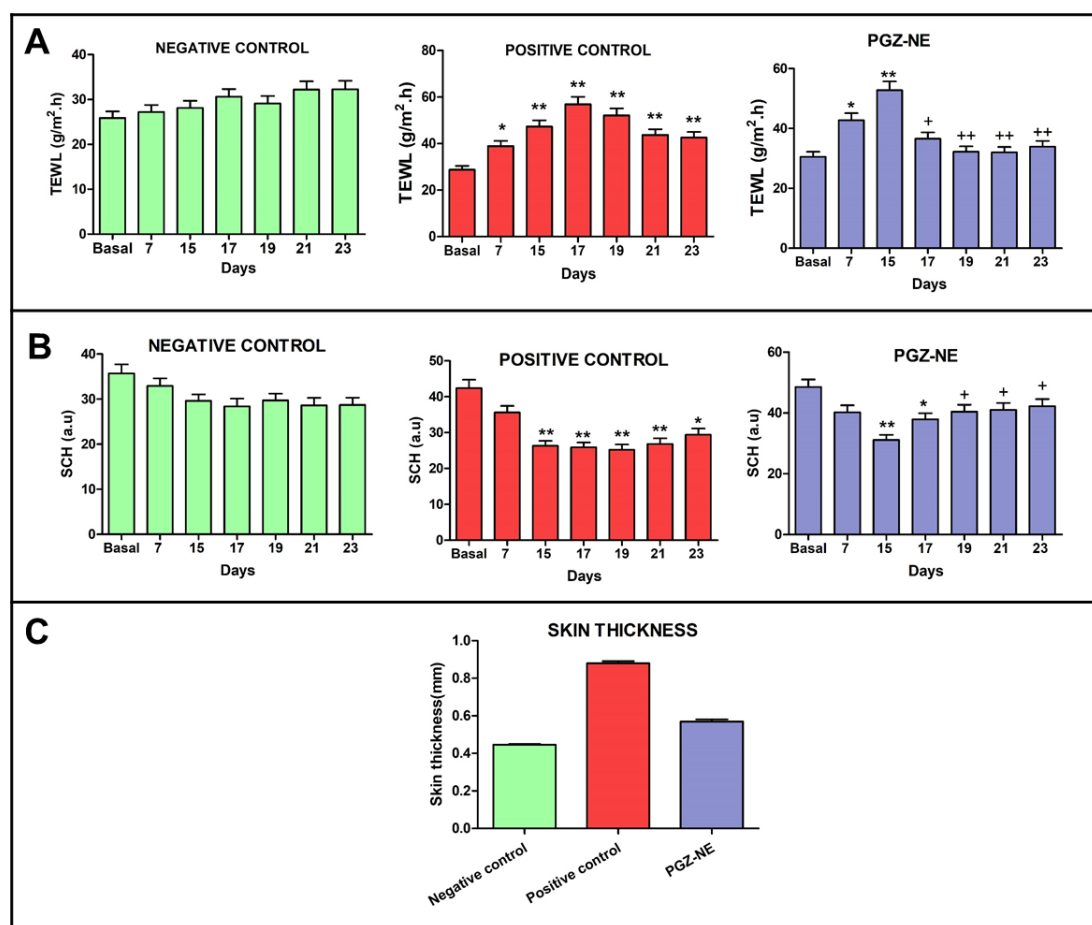 A
NEGATIVE CONTROL
TEWL (g/m².h)
40
30
20
10
0
Basal 7 15 17 19 21 23
Days
POSITIVE CONTROL
TEWL (g/m².h)
80
60
40
20
0
* ** ** ** ** **
Basal 7 15 17 19 21 23
Days
PGZ-NE
TEWL (g/m².h)
60
40
20
0
* ** + ++ ++ ++
Basal 7 15 17 19 21 23
Days
B
NEGATIVE CONTROL
SCH (a.u)
40
30
20
10
0
Basal 7 15 17 19 21 23
Days
POSITIVE CONTROL
SCH (a.u)
50
40
30
20
10
0
** ** ** ** *
Basal 7 15 17 19 21 23
Days
PGZ-NE
SCH (a.u)
60
40
20
0
** * + + +
Basal 7 15 17 19 21 23
Days
C
SKIN THICKNESS
Skin thickness(mm)
1.0
0.8
0.6
0.4
0.2
0.0
Negative control
Positive control
PGZ-NE